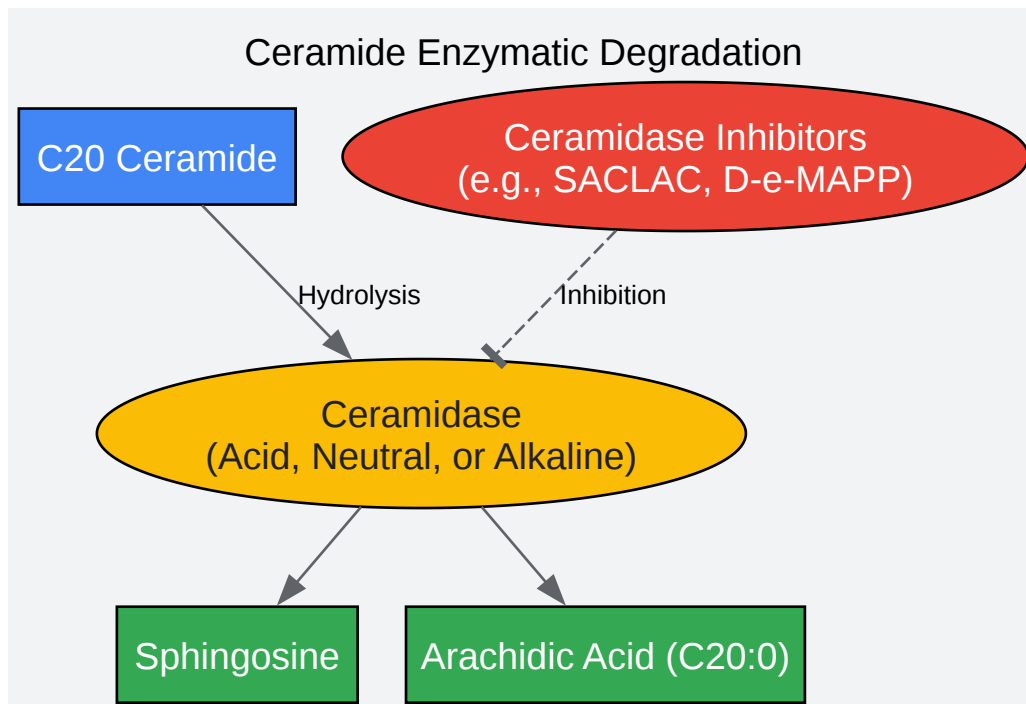 Ceramide Enzymatic Degradation
C20 Ceramide
Ceramidase Inhibitors
(e.g., SACLAC, D-e-MAPP)
Hydrolysis
Inhibition
Ceramidase
(Acid, Neutral, or Alkaline)
Sphingosine
Arachidic Acid (C20:0)